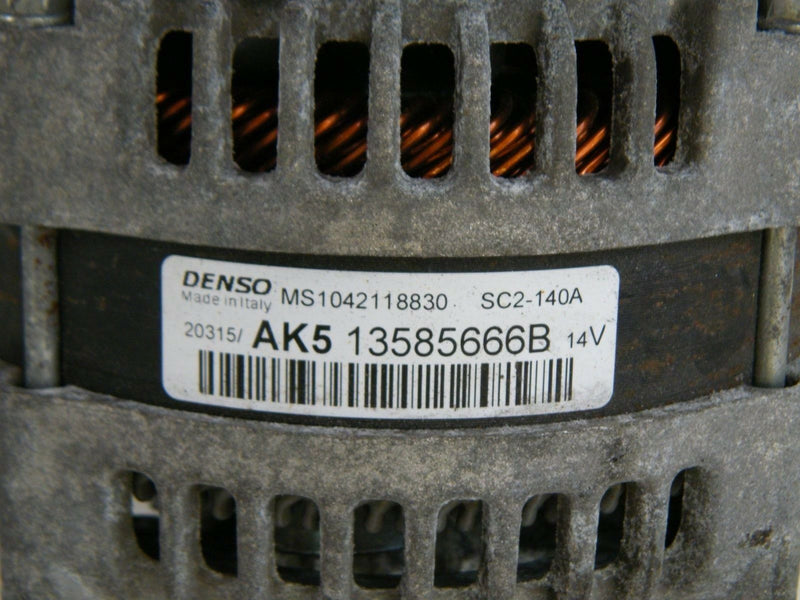 DENSO MS1042118830 SC2-140A
Made in Italy
20315/ AK5 13585666B 14V